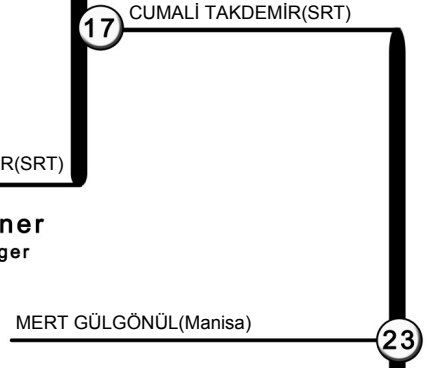 CUMALİ TAKDEMİR(SRT)
17
R(SRT)
ner
ger
MERT GÜLGÖNÜL(Manisa)
23